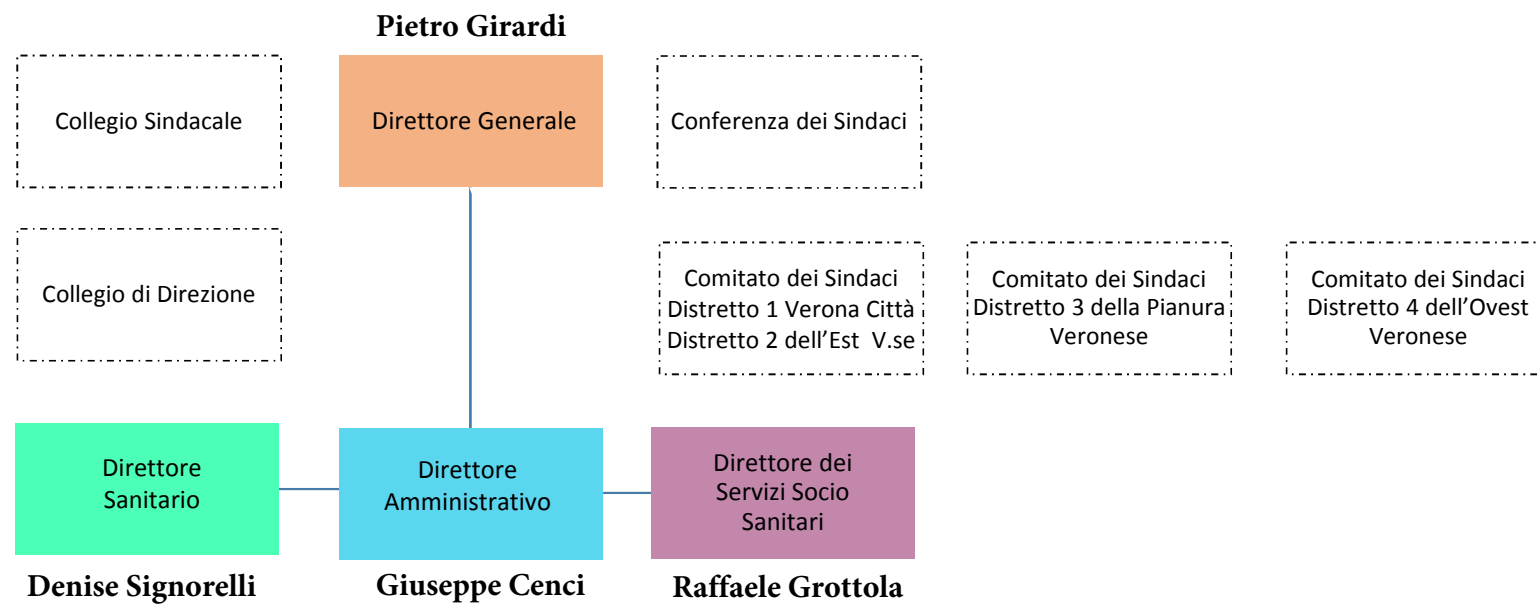 Pietro Girardi
Collegio Sindacale
Direttore Generale
Conferenza dei Sindaci
Collegio di Direzione
Comitato dei Sindaci
Distretto 1 Verona Città
Distretto 2 dell’Est V.se
Comitato dei Sindaci
Distretto 3 della Pianura
Veronese
Comitato dei Sindaci
Distretto 4 dell’Ovest
Veronese
Direttore
Sanitario
Direttore
Amministrativo
Direttore dei
Servizi Socio
Sanitari
Denise Signorelli
Giuseppe Cenci
Raffaele Grottola